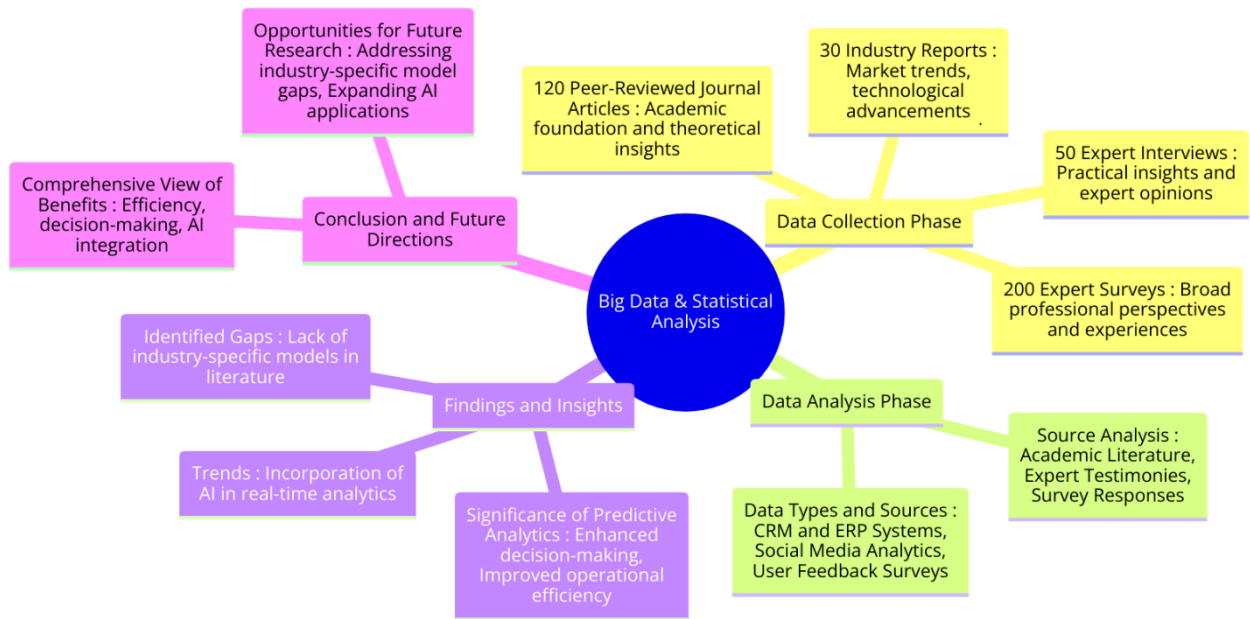 Opportunities for Future
Research : Addressing
industry-specific model
gaps, Expanding AI
applications
Comprehensive View of
Benefits : Efficiency,
decision-making, AI
integration
Conclusion and Future
Directions
120 Peer-Reviewed Journal
Articles : Academic
foundation and theoretical
insights
30 Industry Reports :
Market trends,
technological
advancements .
50 Expert Interviews :
Practical insights and
expert opinions
Data Collection Phase
200 Expert Surveys : Broad
professional perspectives
and experiences
Big Data & Statistical
Analysis
Identified Gaps : Lack of
industry-specific models in
literature
Findings and Insights
Trends : Incorporation of
AI in real-time analytics
Significance of Predictive
Analytics : Enhanced
decision-making,
Improved operational
efficiency
Data Analysis Phase
Source Analysis :
Academic Literature,
Expert Testimonies,
Survey Responses
Data Types and Sources :
CRM and ERP Systems,
Social Media Analytics,
User Feedback Surveys